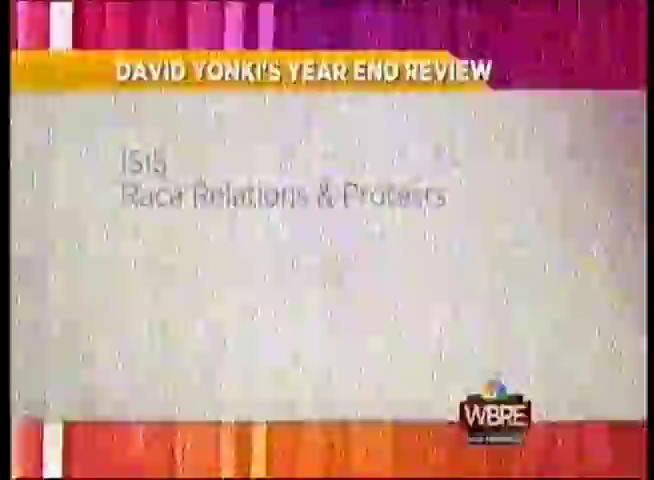 DAVID YONKI'S YEAR END REVIEW
ISIS
Race Relations & Protests
WBRE